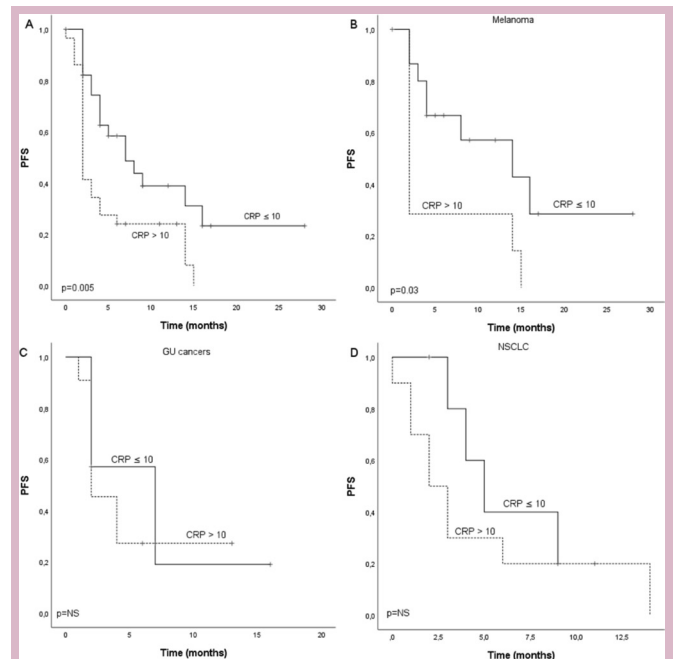 A
1,0
0,8
0,6
0,4
0,2
0,0
PFS
CRP ≤ 10
CRP > 10
p=0.005
0 5 10 15 20 25 30
Time (months)
B
Melanoma
1,0
0,8
0,6
0,4
0,2
0,0
PFS
CRP > 10
CRP ≤ 10
p=0.03
0 5 10 15 20 25 30
Time (months)
C
GU cancers
1,0
0,8
0,6
0,4
0,2
0,0
PFS
CRP ≤ 10
CRP > 10
p=NS
0 5 10 15 20
Time (months)
D
NSCLC
1,0
0,8
0,6
0,4
0,2
0,0
PFS
CRP ≤ 10
CRP > 10
p=NS
,0 2,5 5,0 7,5 10,0 12,5
Time (months)